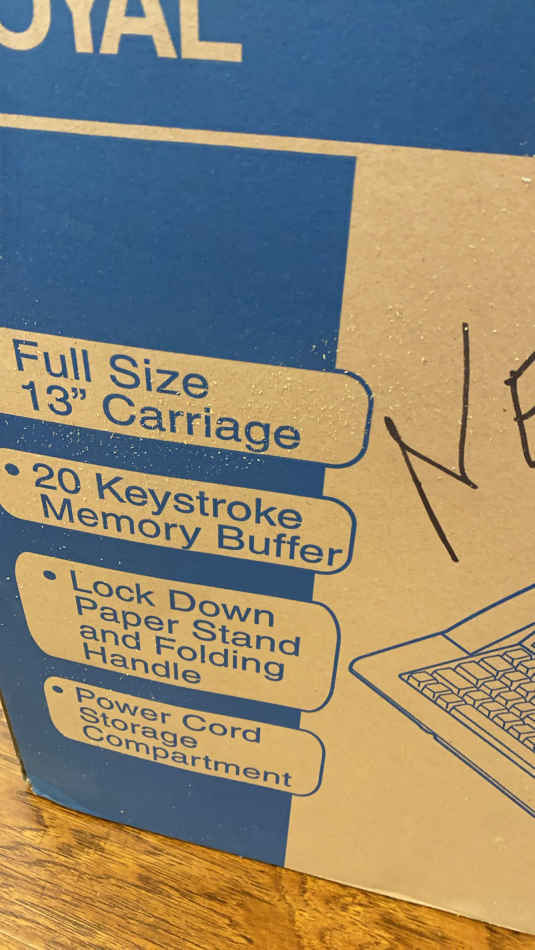 OYAL
Full Size
13” Carriage
• 20 Keystroke
Memory Buffer
• Lock Down
Paper Stand
and Folding
Handle
• Power Cord
Storage
Compartment